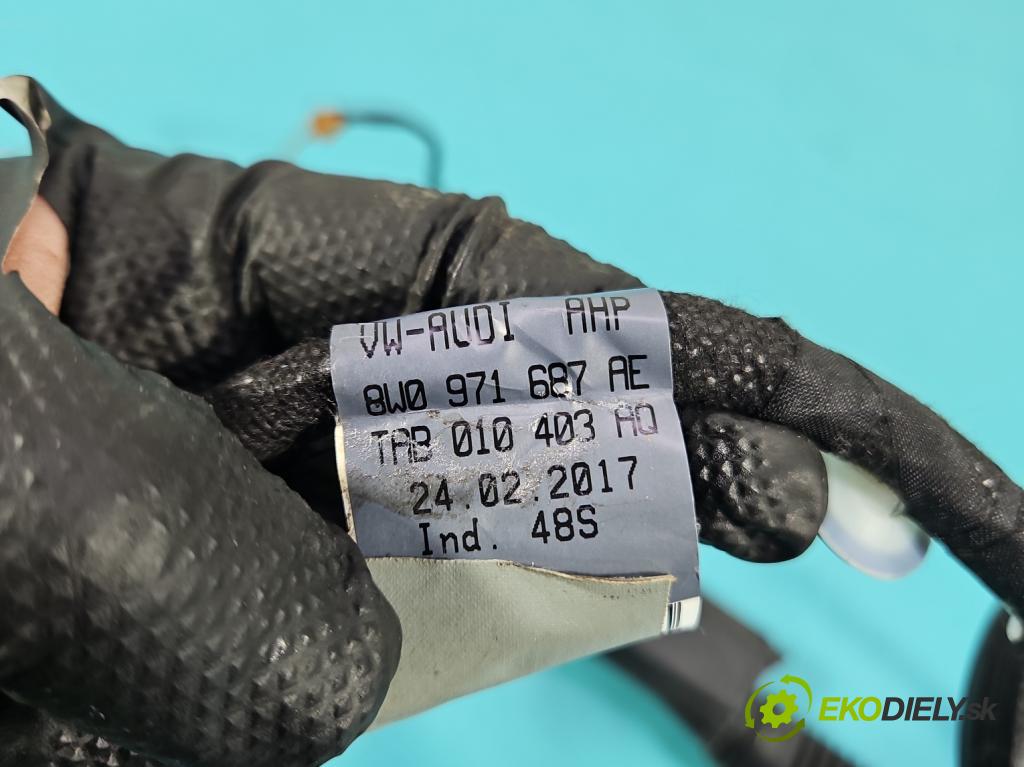 VW-AUDI AHP
8W0 971 687 AE
TAB 010 403 AQ
24.02.2017
Ind. 48S
EKODIELY.sk